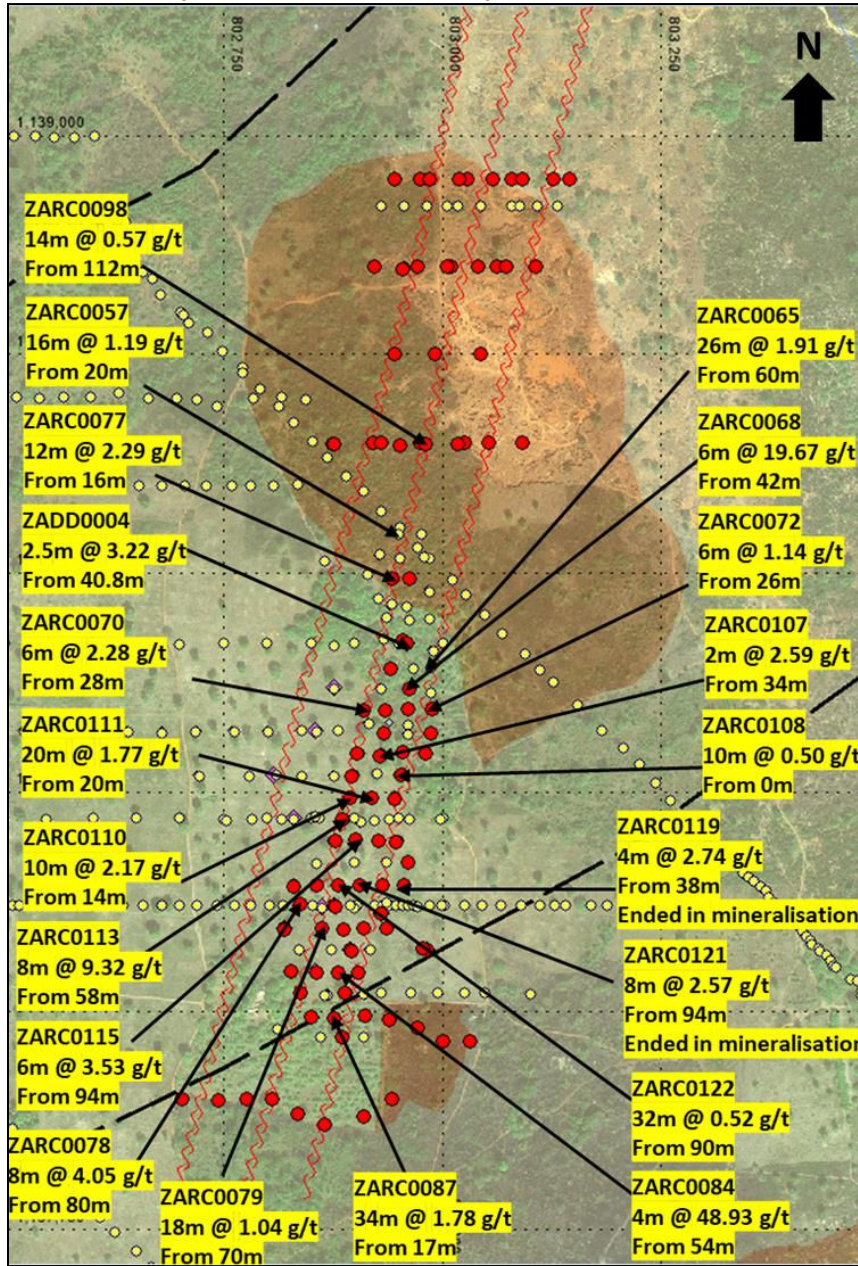 802 750
803 000
803 250
N
1 139,000
ZARC0098
14m @ 0.57 g/t
From 112m
ZARC0057
16m @ 1.19 g/t
From 20m
ZARC0077
12m @ 2.29 g/t
From 16m
ZADD0004
2.5m @ 3.22 g/t
From 40.8m
ZARC0070
6m @ 2.28 g/t
From 28m
ZARC0111
20m @ 1.77 g/t
From 20m
ZARC0110
10m @ 2.17 g/t
From 14m
ZARC0113
8m @ 9.32 g/t
From 58m
ZARC0115
6m @ 3.53 g/t
From 94m
ZARC0078
8m @ 4.05 g/t
From 80m
ZARC0079
18m @ 1.04 g/t
From 70m
ZARC0087
34m @ 1.78 g/t
From 17m
ZARC0065
26m @ 1.91 g/t
From 60m
ZARC0068
6m @ 19.67 g/t
From 42m
ZARC0072
6m @ 1.14 g/t
From 26m
ZARC0107
2m @ 2.59 g/t
From 34m
ZARC0108
10m @ 0.50 g/t
From 0m
ZARC0119
4m @ 2.74 g/t
From 38m
Ended in mineralisation
ZARC0121
8m @ 2.57 g/t
From 94m
Ended in mineralisation
ZARC0122
32m @ 0.52 g/t
From 90m
ZARC0084
4m @ 48.93 g/t
From 54m